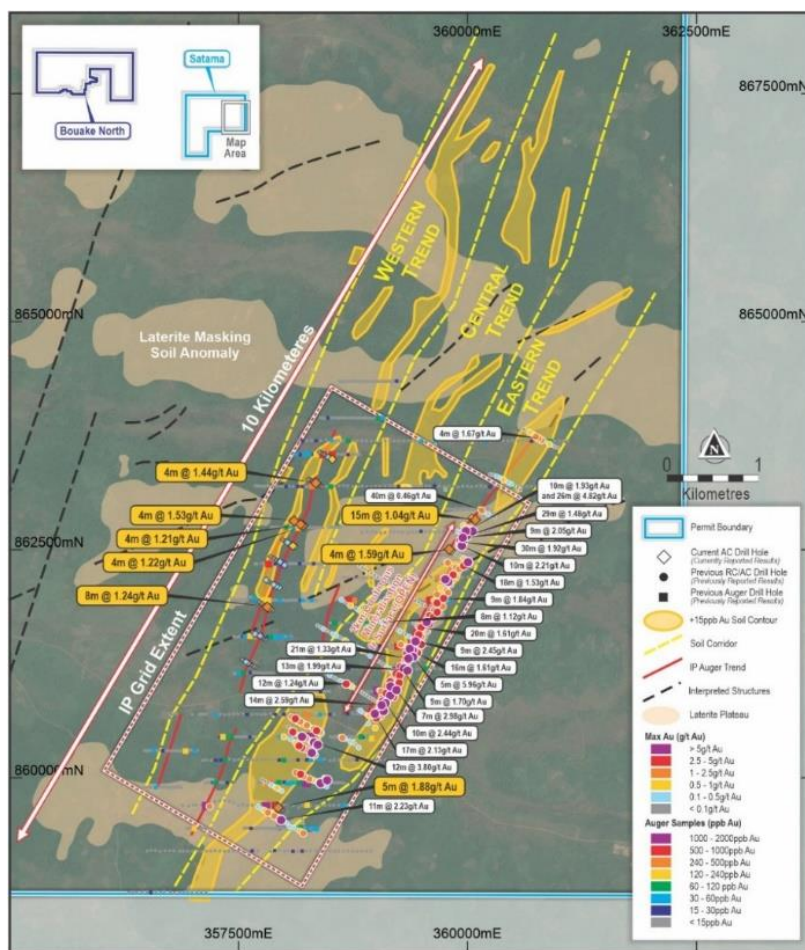 360000mE
362500mE
867500mN
Satama
Bouake North
Map
Area
WESTERN
TREND
CENTRAL
TREND
EASTERN
TREND
865000mN
865000mN
Laterite Masking
Soil Anomaly
10 Kilometeres
4m @ 1.67g/t Au
4m @ 1.44g/t Au
40m @ 0.46g/t Au
10m @ 1.93g/t Au
and 26m @ 4.62g/t Au
4m @ 1.53g/t Au
15m @ 1.04g/t Au
29m @ 1.48g/t Au
4m @ 1.21g/t Au
9m @ 2.05g/t Au
862500mN
862500mN
4m @ 1.59g/t Au
30m @ 1.92g/t Au
4m @ 1.22g/t Au
10m @ 2.21g/t Au
18m @ 1.53g/t Au
8m @ 1.24g/t Au
9m @ 1.84g/t Au
8m @ 1.12g/t Au
20m @ 1.61g/t Au
21m @ 1.33g/t Au
9m @ 2.45g/t Au
13m @ 1.99g/t Au
16m @ 1.61g/t Au
12m @ 1.24g/t Au
5m @ 5.96g/t Au
14m @ 2.59g/t Au
9m @ 1.70g/t Au
7m @ 2.98g/t Au
10m @ 2.44g/t Au
17m @ 2.13g/t Au
12m @ 3.80g/t Au
860000mN
5m @ 1.88g/t Au
11m @ 2.23g/t Au
IP Grid Extent
357500mE
360000mE
N
0 1
Kilometres
Permit Boundary
Current AC Drill Hole
(Currently Reported Results)
Previous RC/AC Drill Hole
(Previously Reported Results)
Previous Auger Drill Hole
(Previously Reported Results)
+15ppb Au Soil Contour
Soil Corridor
IP Auger Trend
Interpreted Structures
Laterite Plateau
Max Au (g/t Au)
> 5g/t Au
2.5 - 5g/t Au
1 - 2.5g/t Au
0.5 - 1g/t Au
0.1 - 0.5g/t Au
< 0.1g/t Au
Auger Samples (ppb Au)
1000 - 2000ppb Au
500 - 1000ppb Au
240 - 500ppb Au
120 - 240ppb Au
60 - 120 ppb Au
30 - 60ppb Au
15 - 30ppb Au
< 15ppb Au